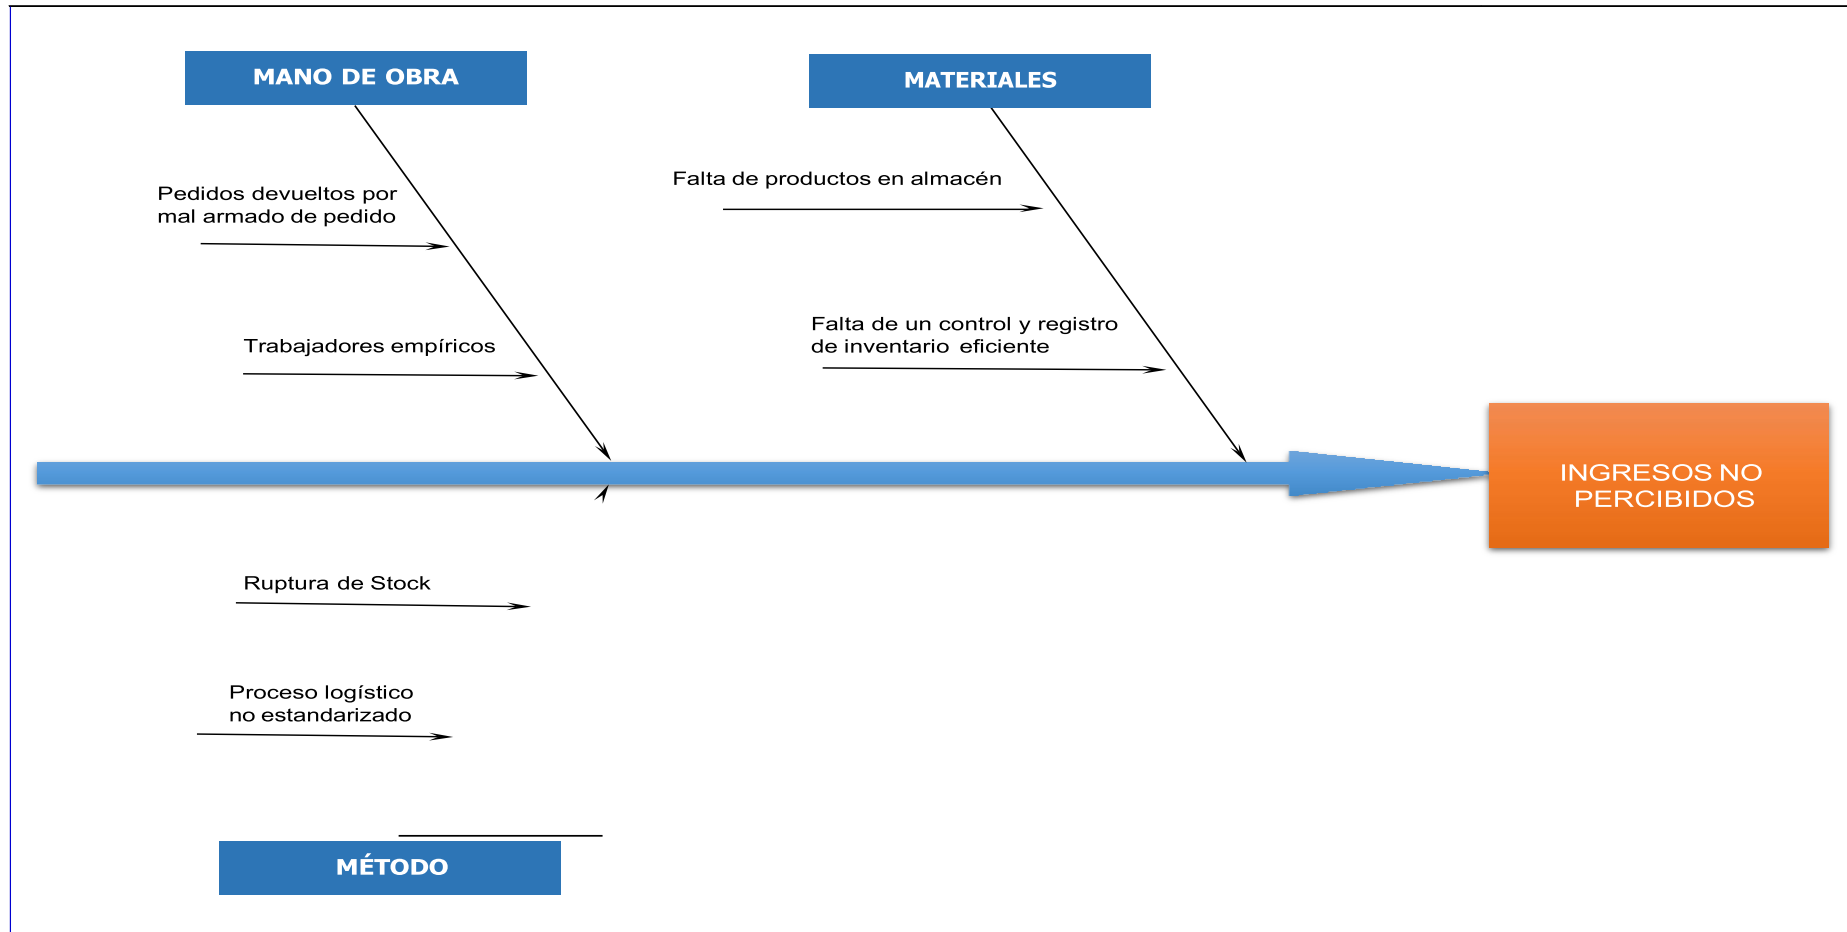 MANO DE OBRA
MATERIALES
Pedidos devueltos por
mal armado de pedido
Falta de productos en almacén
Trabajadores empíricos
Falta de un control y registro
de inventario eficiente
INGRESOS NO
PERCIBIDOS
Ruptura de Stock
Proceso logístico
no estandarizado
MÉTODO